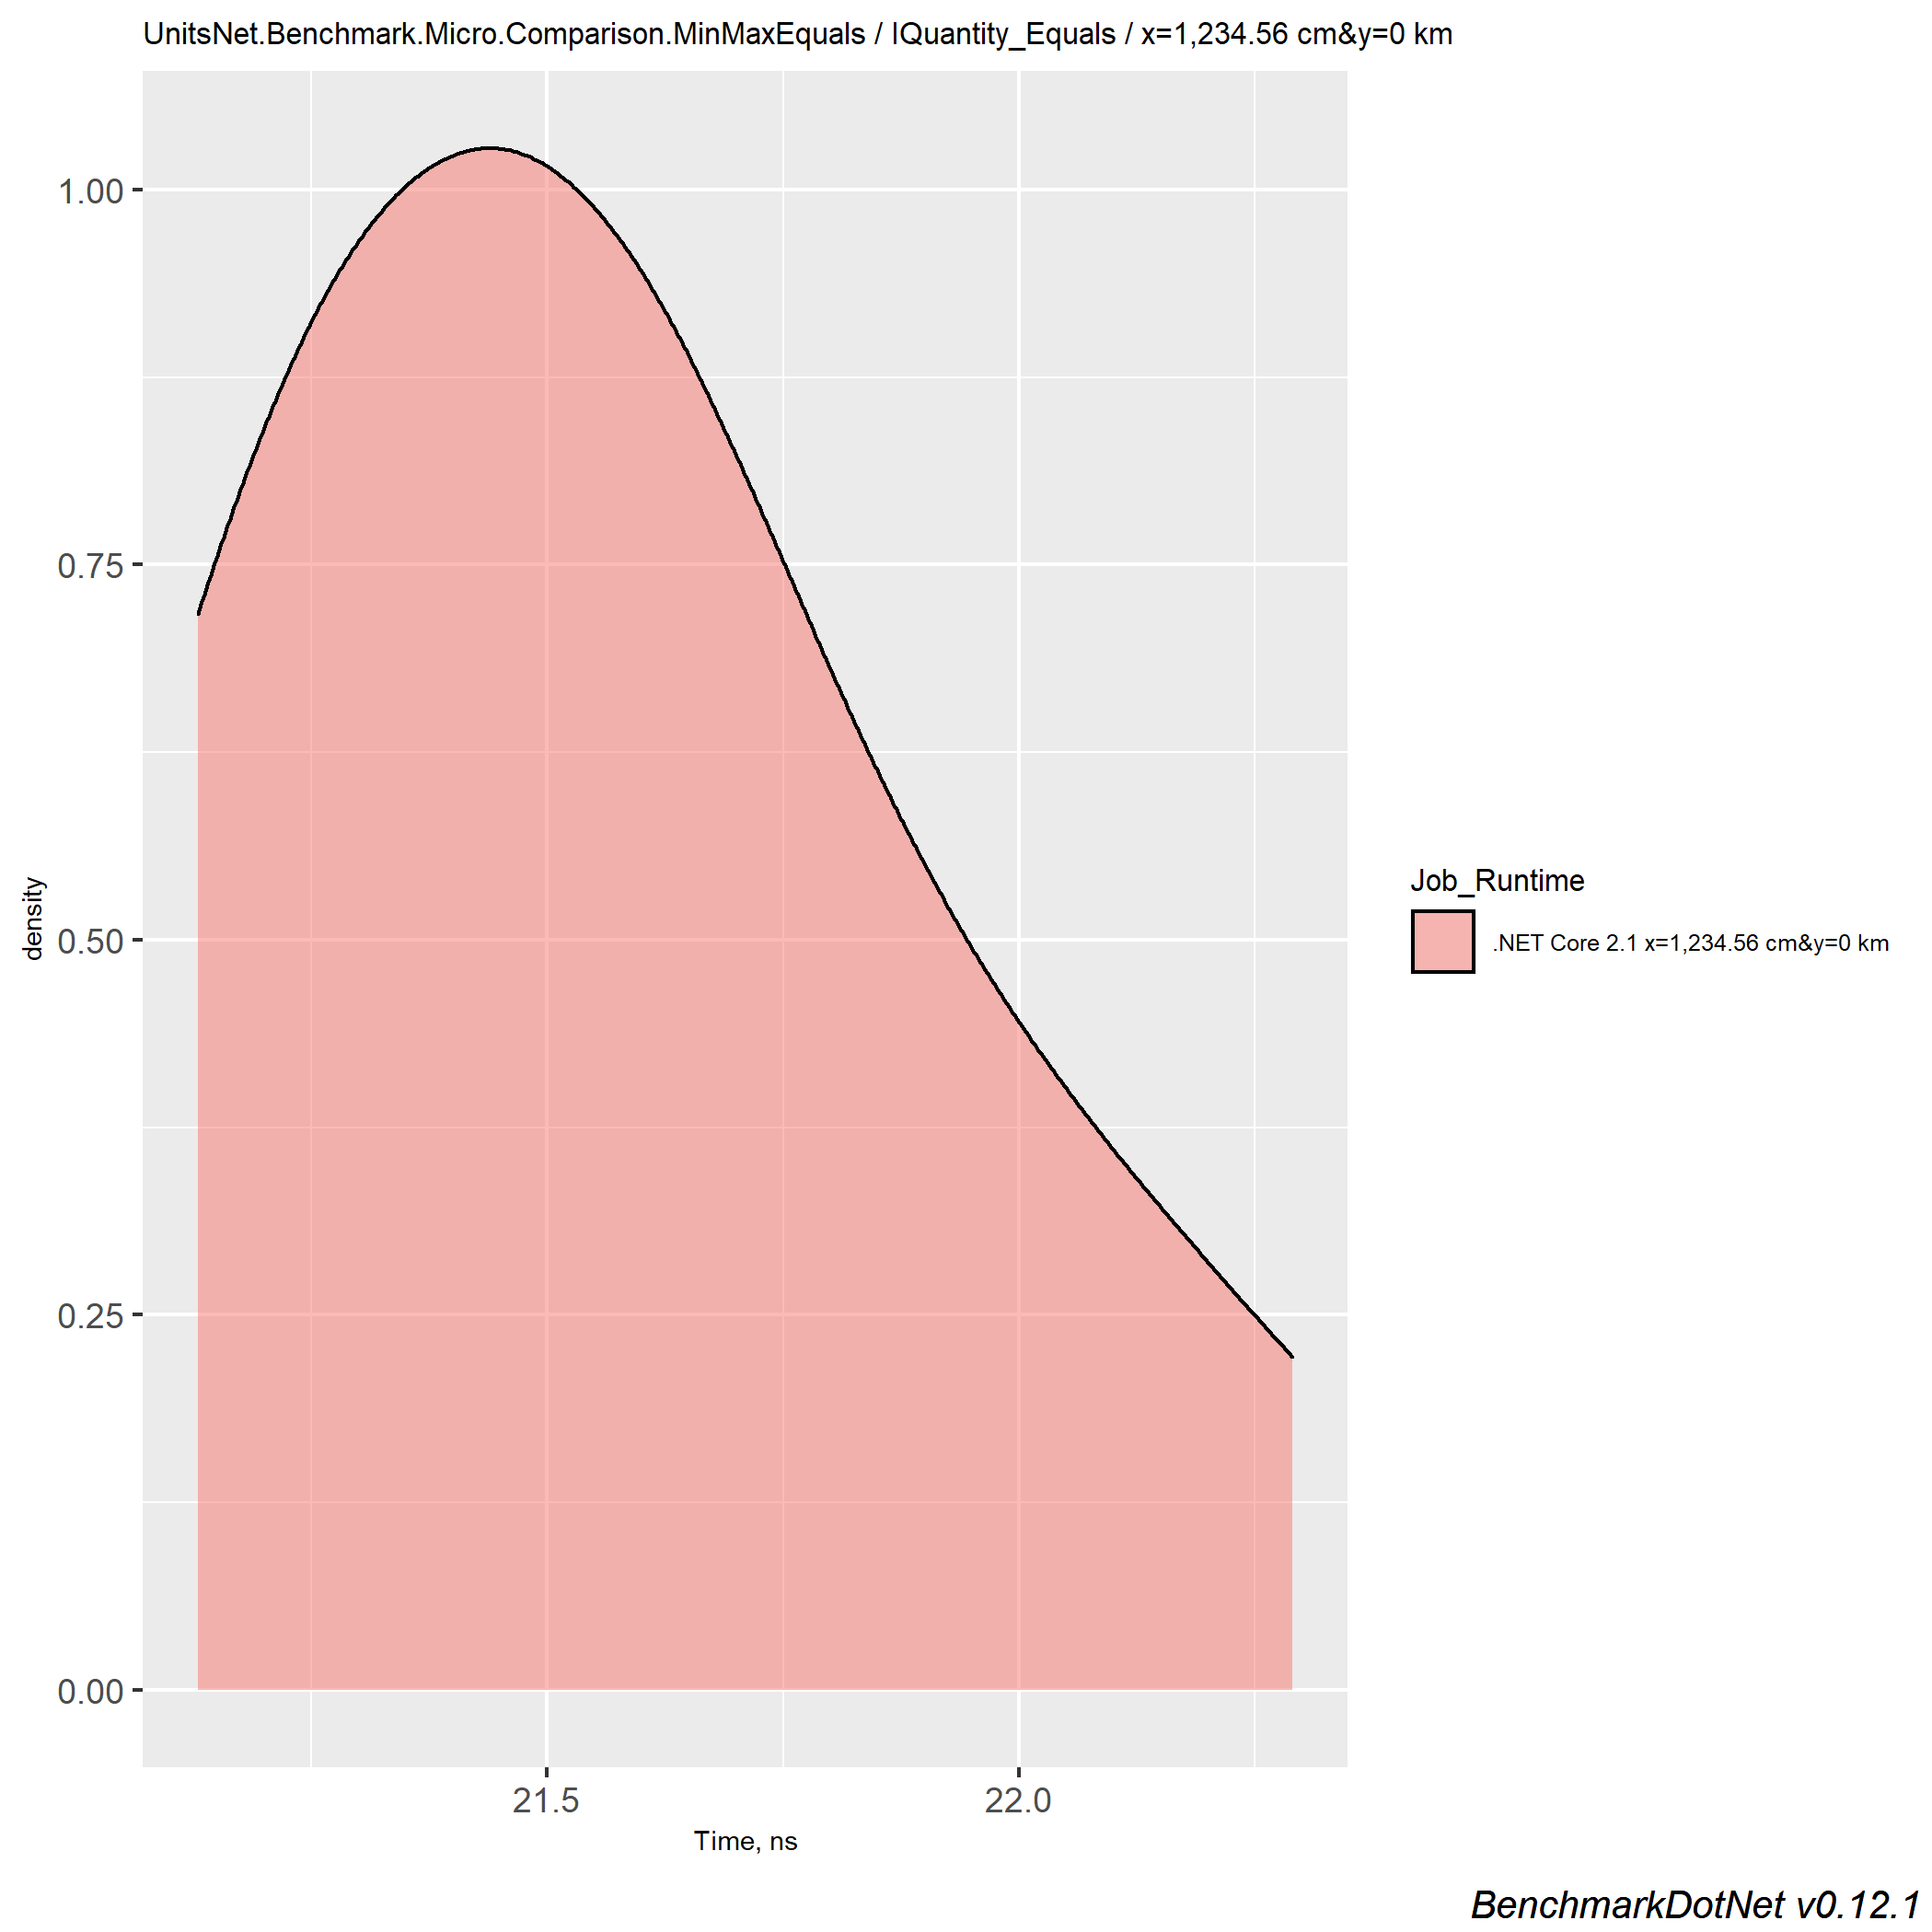 UnitsNet.Benchmark.Micro.Comparison.MinMaxEquals / IQuantity_Equals / x=1,234.56 cm&y=0 km
1.00
0.75
0.50
0.25
0.00
density
21.5 22.0
Time, ns
Job_Runtime
.NET Core 2.1 x=1,234.56 cm&y=0 km
BenchmarkDotNet v0.12.1